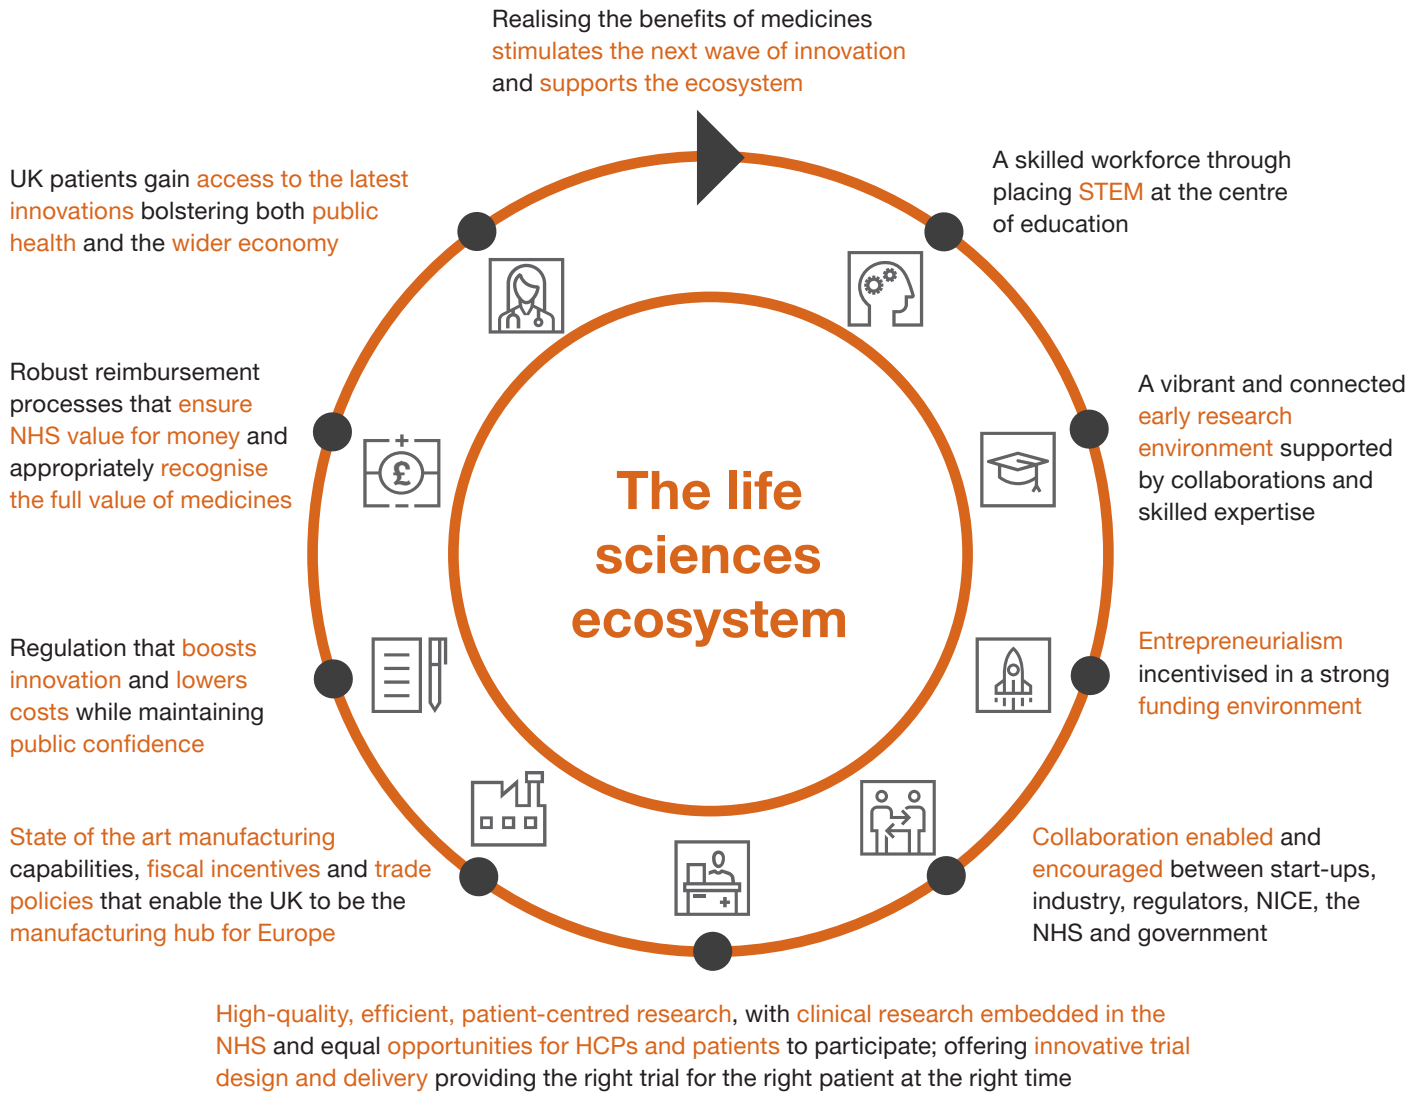 Realising the benefits of medicines
stimulates the next wave of innovation
and supports the ecosystem
A skilled workforce through
placing STEM at the centre
of education
A vibrant and connected
early research
environment supported
by collaborations and
skilled expertise
Entrepreneurialism
incentivised in a strong
funding environment
Collaboration enabled and
encouraged between start-ups,
industry, regulators, NICE, the
NHS and government
High-quality, efficient, patient-centred research, with clinical research embedded in the
NHS and equal opportunities for HCPs and patients to participate; offering innovative trial
design and delivery providing the right trial for the right patient at the right time
State of the art manufacturing
capabilities, fiscal incentives and trade
policies that enable the UK to be the
manufacturing hub for Europe
Regulation that boosts
innovation and lowers
costs while maintaining
public confidence
Robust reimbursement
processes that ensure
NHS value for money and
appropriately recognise
the full value of medicines
£
UK patients gain access to the latest
innovations bolstering both public
health and the wider economy
The life
sciences
ecosystem